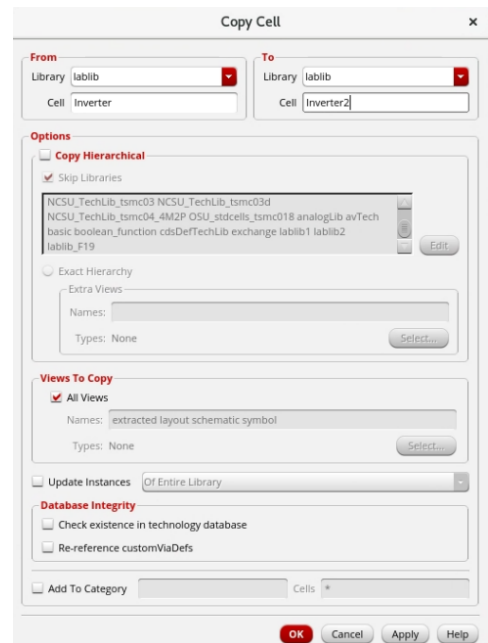 Copy Cell
From
Library lablib
Cell Inverter
To
Library lablib
Cell Inverter2
Options
Copy Hierarchical
Skip Libraries
NCSU_TechLib_tsmc03 NCSU_TechLib_tsmc03d
NCSU_TechLib_tsmc04_4M2P OSU_stdcells_tsmc018 analogLib avTech
basic boolean_function cdsDefTechLib exchange lablib1 lablib2
lablib_F19
Edit
Exact Hierarchy
Extra Views
Names:
Types: None
Select...
Views To Copy
All Views
Names: extracted layout schematic symbol
Types: None
Select...
Update Instances Of Entire Library
Database Integrity
Check existence in technology database
Re-reference customViaDefs
Add To Category Cells *
OK Cancel Apply Help